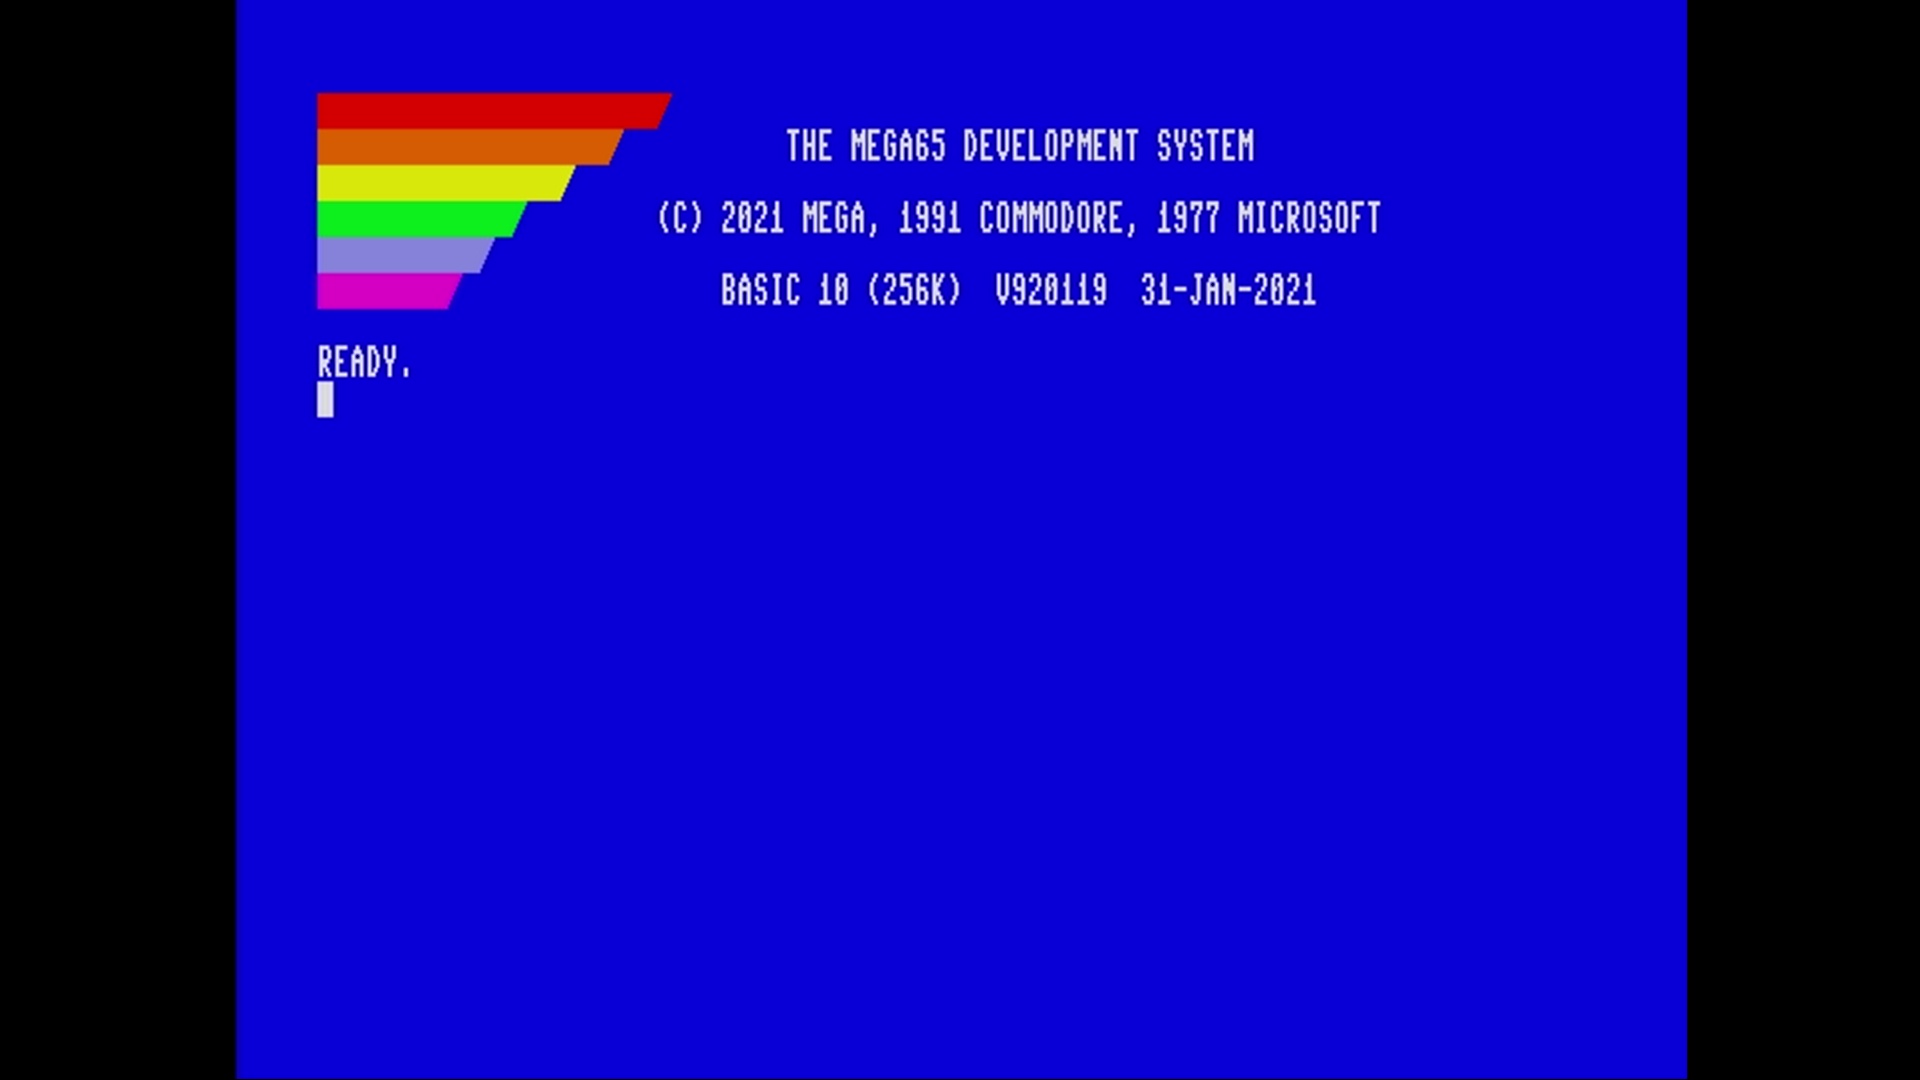 THE MEGA65 DEVELOPMENT SYSTEM
(C) 2021 MEGA, 1991 COMMODORE, 1977 MICROSOFT
BASIC 10 (256K)  V920119  31-JAN-2021
READY.